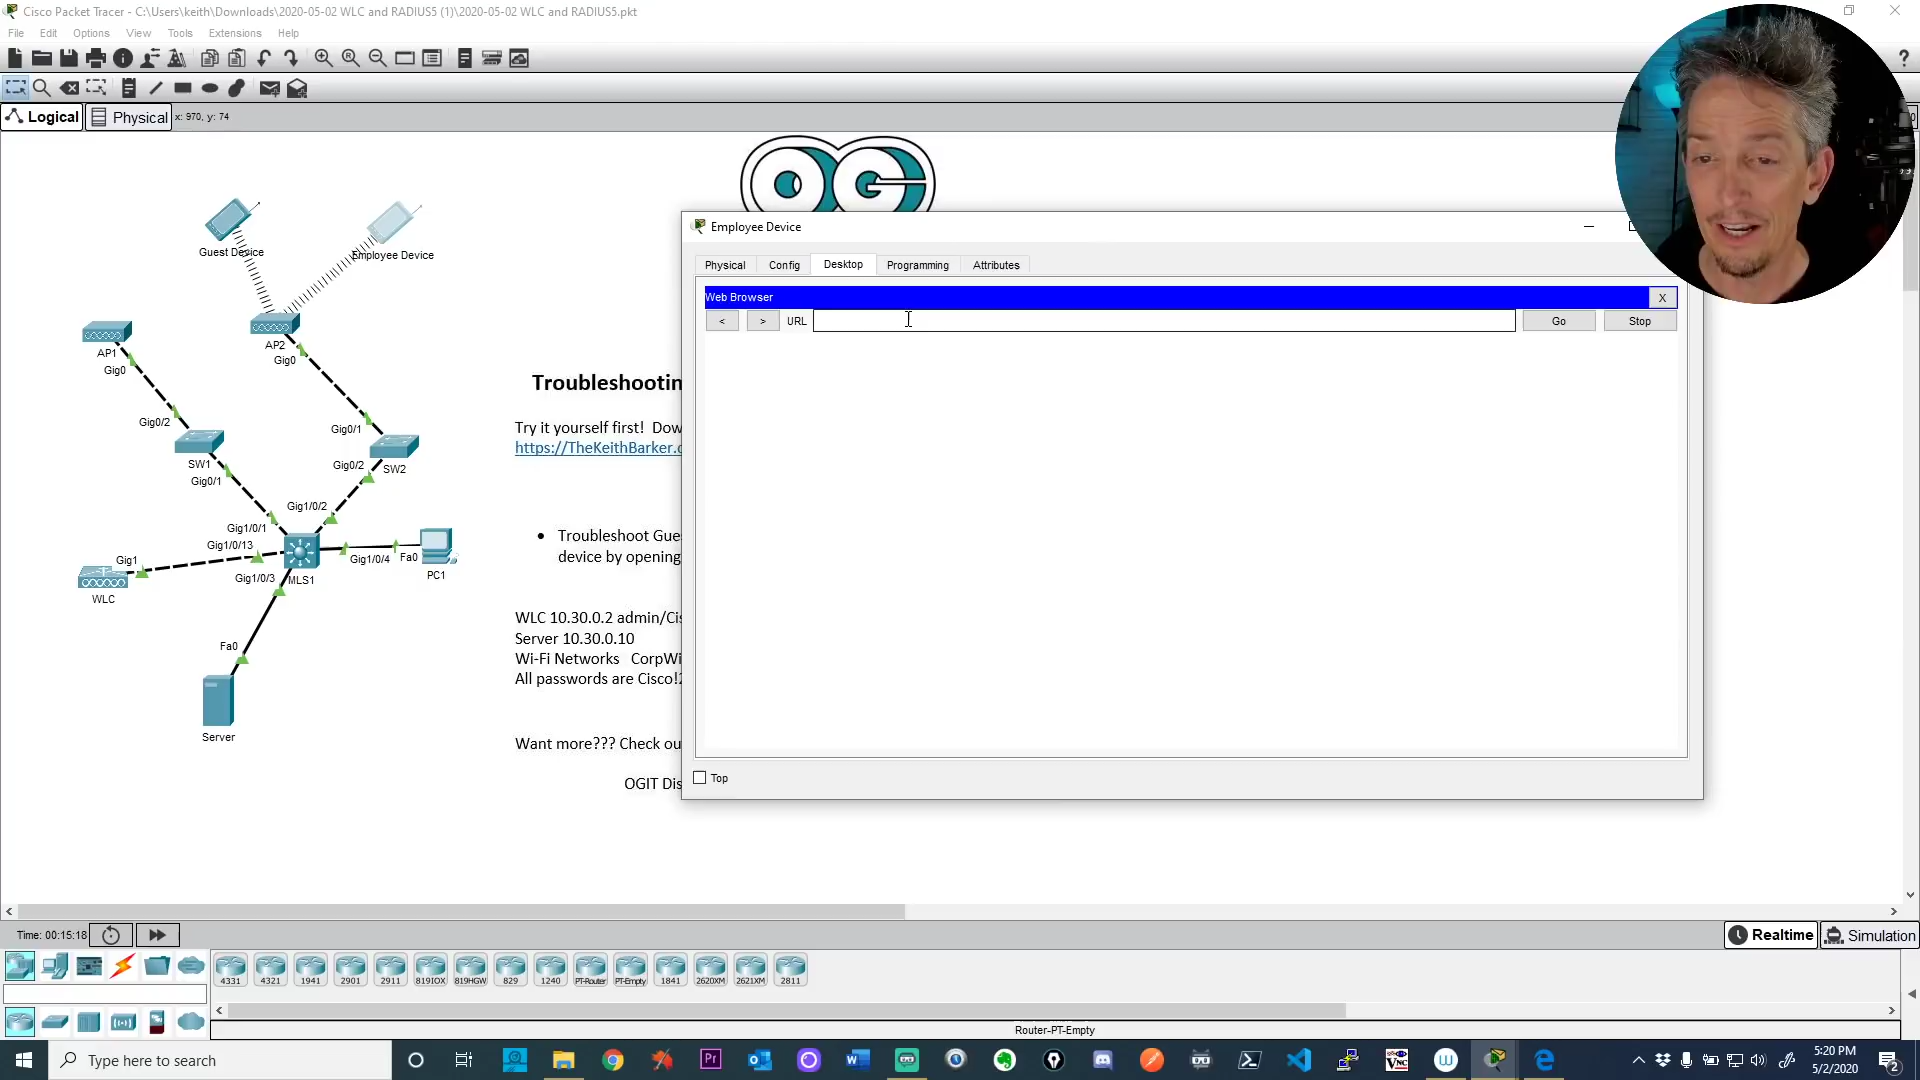 Cisco Packet Tracer - C:\Users\keith\Downloads\2020-05-02 WLC and RADIUS5 (1)\2020-05-02 WLC and RADIUS5.pkt
File Edit Options View Tools Extensions Help
Logical Physical x: 970, y: 74
OG
Guest Device
Employee Device
AP1
Gig0
AP2
Gig0
Gig0/2
Gig0/1
SW1
SW2
Gig0/1
Gig0/2
Gig1/0/2
Gig1/0/1
Gig1/0/13
Gig1
Gig1/0/3
MLS1
Gig1/0/4
Fa0
PC1
WLC
Fa0
Server
Troubleshootin
Try it yourself first! Dow
https://TheKeithBarker.c
• Troubleshoot Gue
device by opening
WLC 10.30.0.2 admin/Cis
Server 10.30.0.10
Wi-Fi Networks CorpWi
All passwords are Cisco!2
Want more??? Check ou
OGIT Dis
Employee Device
Physical Config Desktop Programming Attributes
Web Browser X
< > URL Go Stop
Top
Time: 00:15:18
Realtime Simulation
4331 4321 1941 2901 2911 819IOX 819HGW 829 1240 PT-Router PT-Empty 1841 2620XM 2621XM 2811
Router-PT-Empty
Type here to search
5:20 PM
5/2/2020